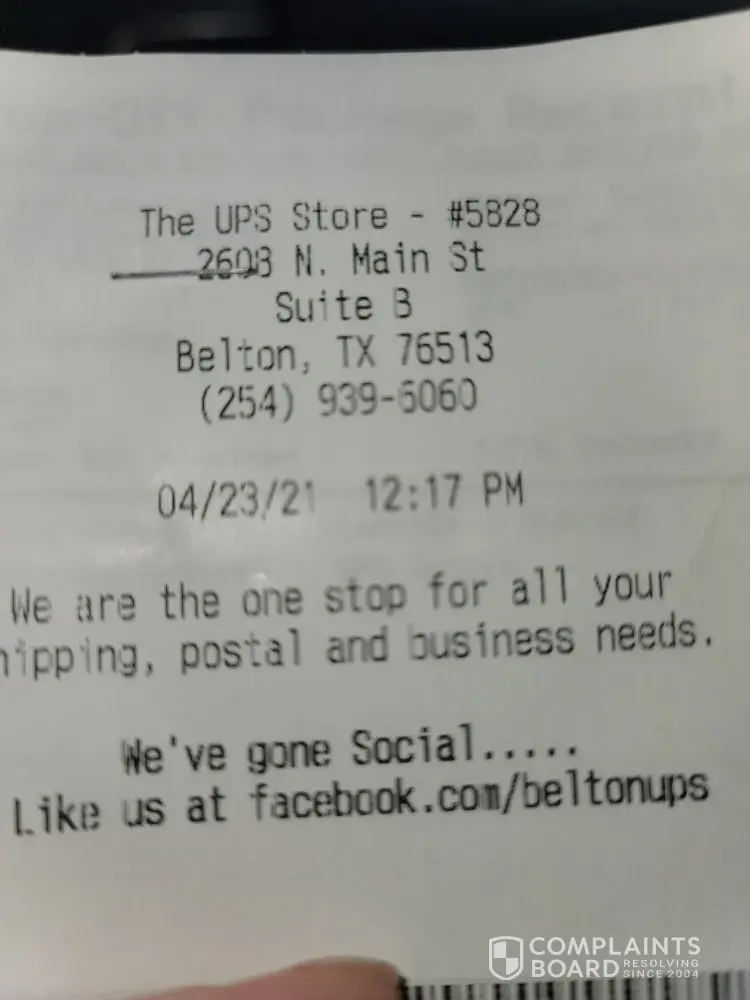 The UPS Store - #5828
2608 N. Main St
Suite B
Belton, TX 76513
(254) 939-6060
04/23/21 12:17 PM
We are the one stop for all your
hipping, postal and business needs.
We've gone Social.....
Like us at facebook.com/beltonups
COMPLAINTS
BOARD RESOLVING
SINCE 2004